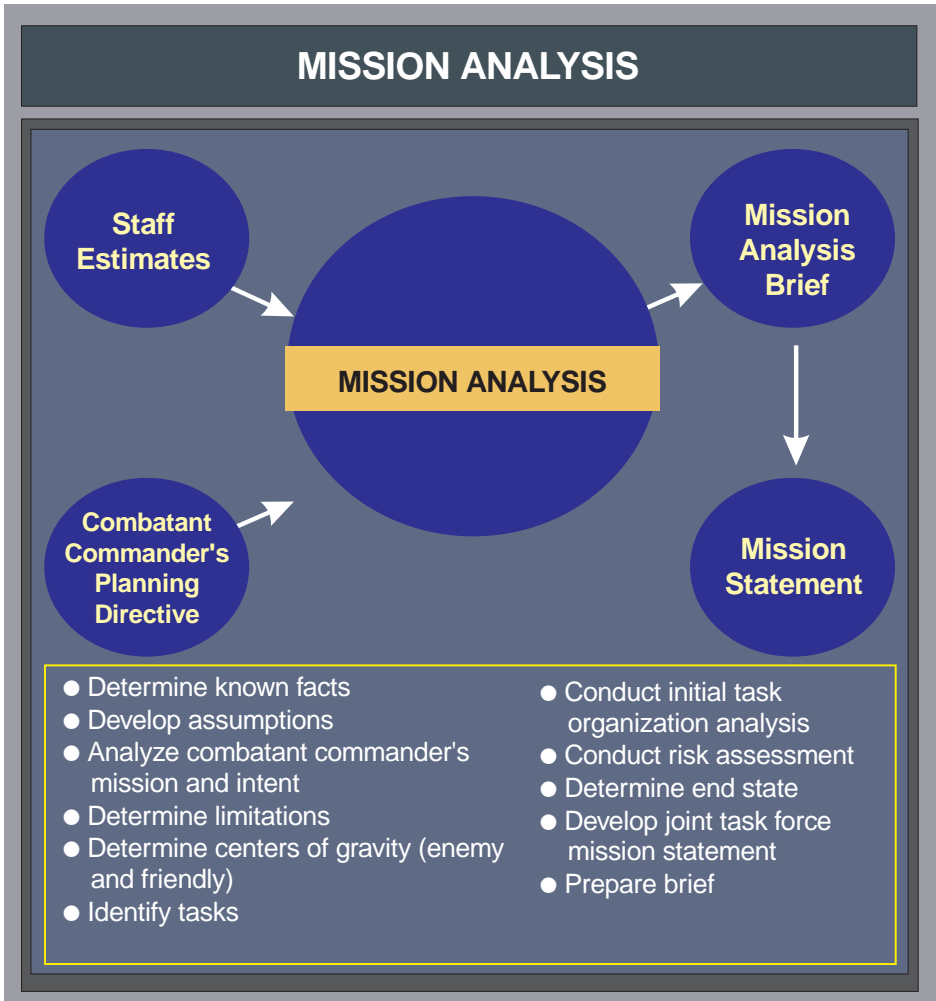 MISSION ANALYSIS
Staff
Estimates
Mission
Analysis
Brief
MISSION ANALYSIS
Combatant
Commander's
Planning
Directive
Mission
Statement
● Determine known facts
● Develop assumptions
● Analyze combatant commander's
mission and intent
● Determine limitations
● Determine centers of gravity (enemy
and friendly)
● Identify tasks
● Conduct initial task
organization analysis
● Conduct risk assessment
● Determine end state
● Develop joint task force
mission statement
● Prepare brief